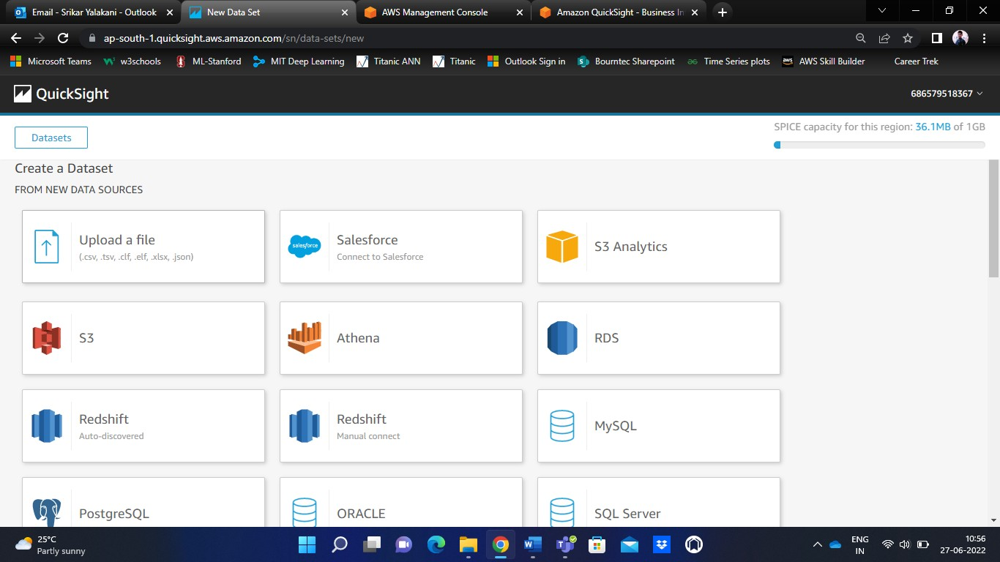 Email - Srikar Yalakani - Outlook
New Data Set
AWS Management Console
Amazon QuickSight - Business In
ap-south-1.quicksight.aws.amazon.com/sn/data-sets/new
Microsoft Teams
w3schools
ML-Stanford
MIT Deep Learning
Titanic ANN
Titanic
Outlook Sign in
Bourntec Sharepoint
Time Series plots
aws
AWS Skill Builder
Career Trek
QuickSight
686579518367
Datasets
SPICE capacity for this region: 36.1MB of 1GB
Create a Dataset
FROM NEW DATA SOURCES
Upload a file
(.csv, .tsv, .clf, .elf, .xlsx, .json)
salesforce
Salesforce
Connect to Salesforce
S3 Analytics
S3
Athena
RDS
Redshift
Auto-discovered
Redshift
Manual connect
MySQL
PostgreSQL
ORACLE
SQL Server
25°C
Partly sunny
ENG
IN
10:56
27-06-2022